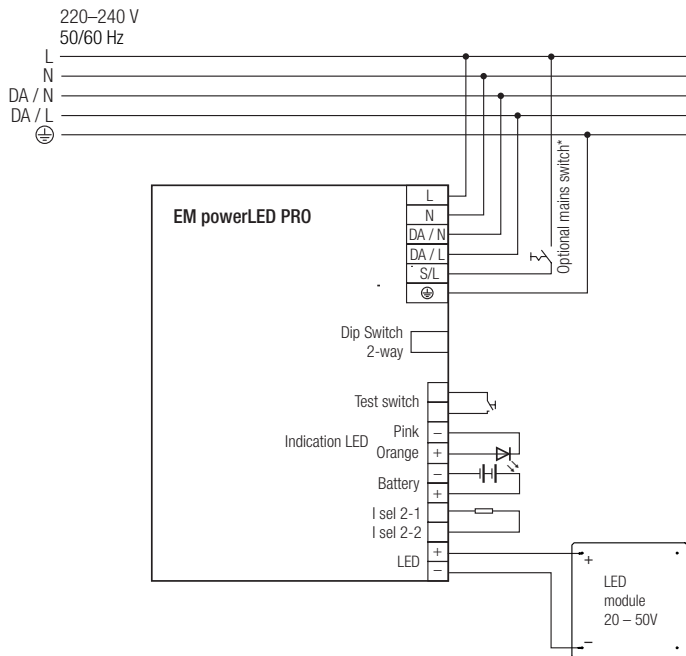 220–240 V
50/60 Hz
L
N
DA / N
DA / L
Optional mains switch*
EM powerLED PRO
L
N
DA / N
DA / L
S/L
Dip Switch
2-way
Test switch
Pink –
Indication LED
Orange +
–
Battery
+
I sel 2-1
I sel 2-2
+
LED
–
+
LED
module
20 – 50V
–